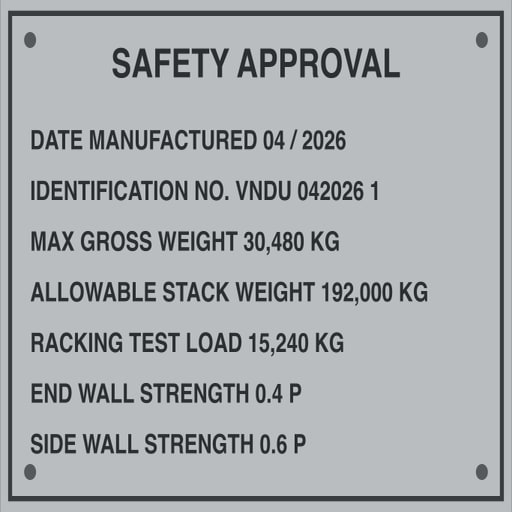 SAFETY APPROVAL
DATE MANUFACTURED 04 / 2026
IDENTIFICATION NO. VNDU 042026 1
MAX GROSS WEIGHT 30,480 KG
ALLOWABLE STACK WEIGHT 192,000 KG
RACKING TEST LOAD 15,240 KG
END WALL STRENGTH 0.4 P
SIDE WALL STRENGTH 0.6 P